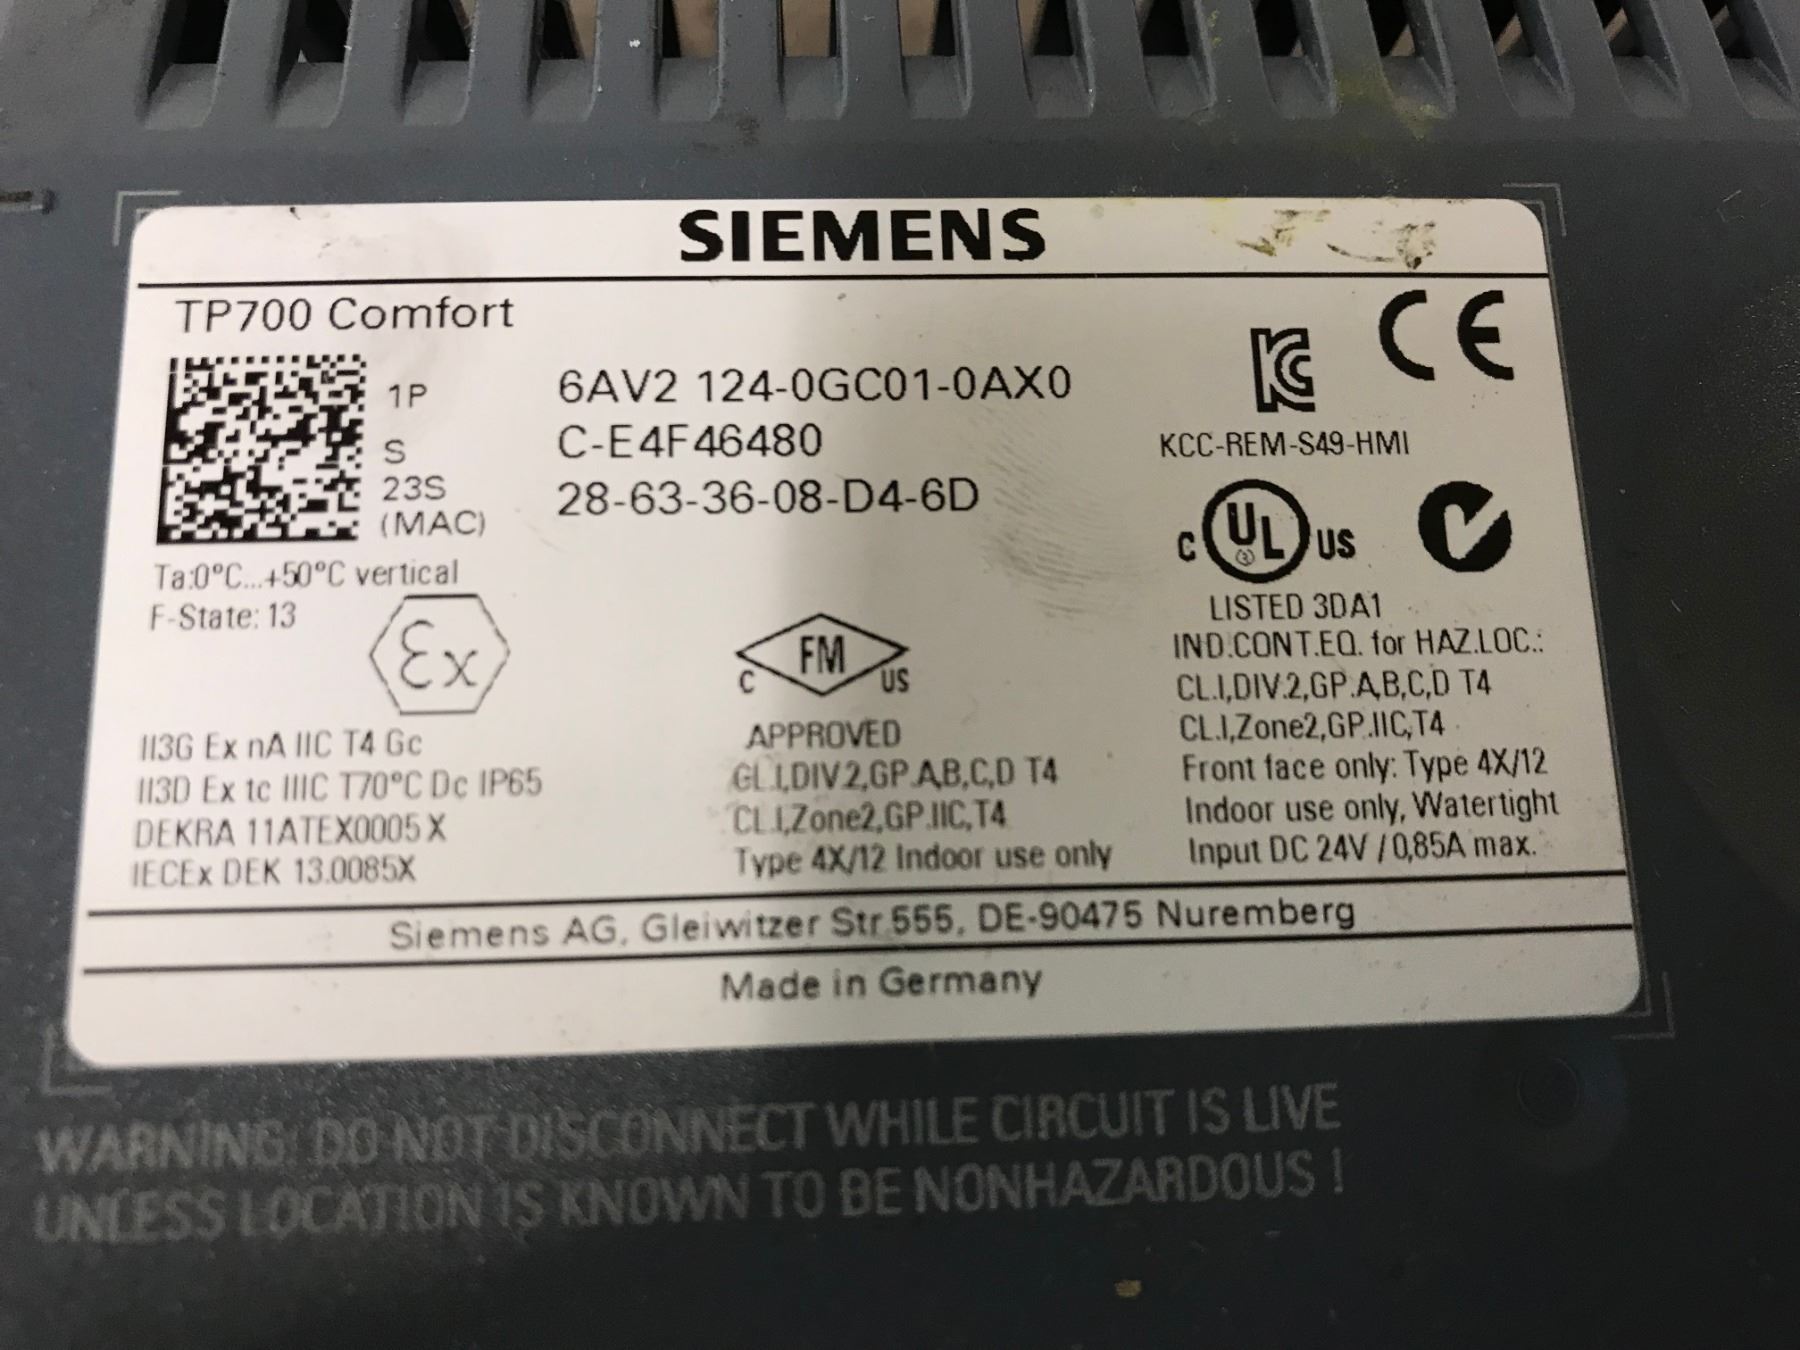 SIEMENS
TP700 Comfort
1P 6AV2 124-0GC01-0AX0
S C-E4F46480
23S 28-63-36-08-D4-6D
(MAC)
Ta:0°C...+50°C vertical
F-State: 13
Ex
II3G Ex nA IIC T4 Gc
II3D Ex tc IIIC T70°C Dc IP65
DEKRA 11ATEX0005 X
IECEx DEK 13.0085X
C FM US
APPROVED
CL.I,DIV.2,GP.A,B,C,D T4
CL.I,Zone2,GP.IIC,T4
Type 4X/12 Indoor use only
KC CE
KCC-REM-S49-HMI
C UL US
LISTED 3DA1
IND.CONT.EQ. for HAZ.LOC.:
CL.I,DIV.2,GP.A,B,C,D T4
CL.I,Zone2,GP.IIC,T4
Front face only: Type 4X/12
Indoor use only, Watertight
Input DC 24V / 0,85A max.
Siemens AG, Gleiwitzer Str.555, DE-90475 Nuremberg
Made in Germany
WARNING: DO NOT DISCONNECT WHILE CIRCUIT IS LIVE
UNLESS LOCATION IS KNOWN TO BE NONHAZARDOUS !